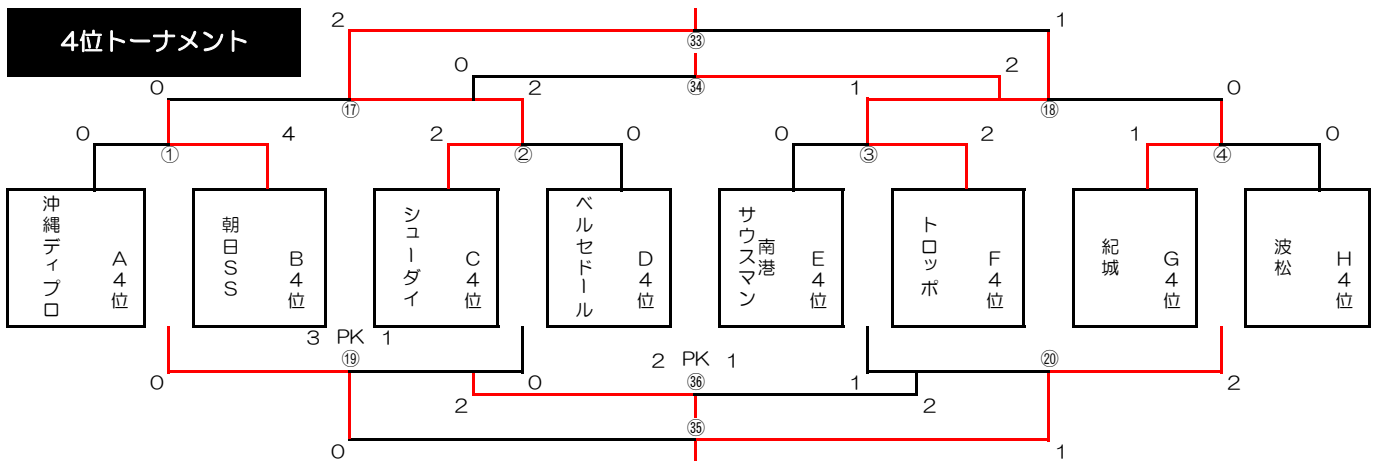 4位トーナメント
2
㉝
1
0
㉞
2
0
⑰
2
1
⑱
0
0
①
4
2
②
0
0
③
2
1
④
0
沖縄ディプロ
A4位
朝日SS
B4位
シューダイ
C4位
ベルセドール
D4位
南港
サウスマン
E4位
トロッポ
F4位
紀城
G4位
波松
H4位
3 PK 1
⑲
2 PK 1
⑳
0
0
㊱
1
2
2
2
㉟
0
1